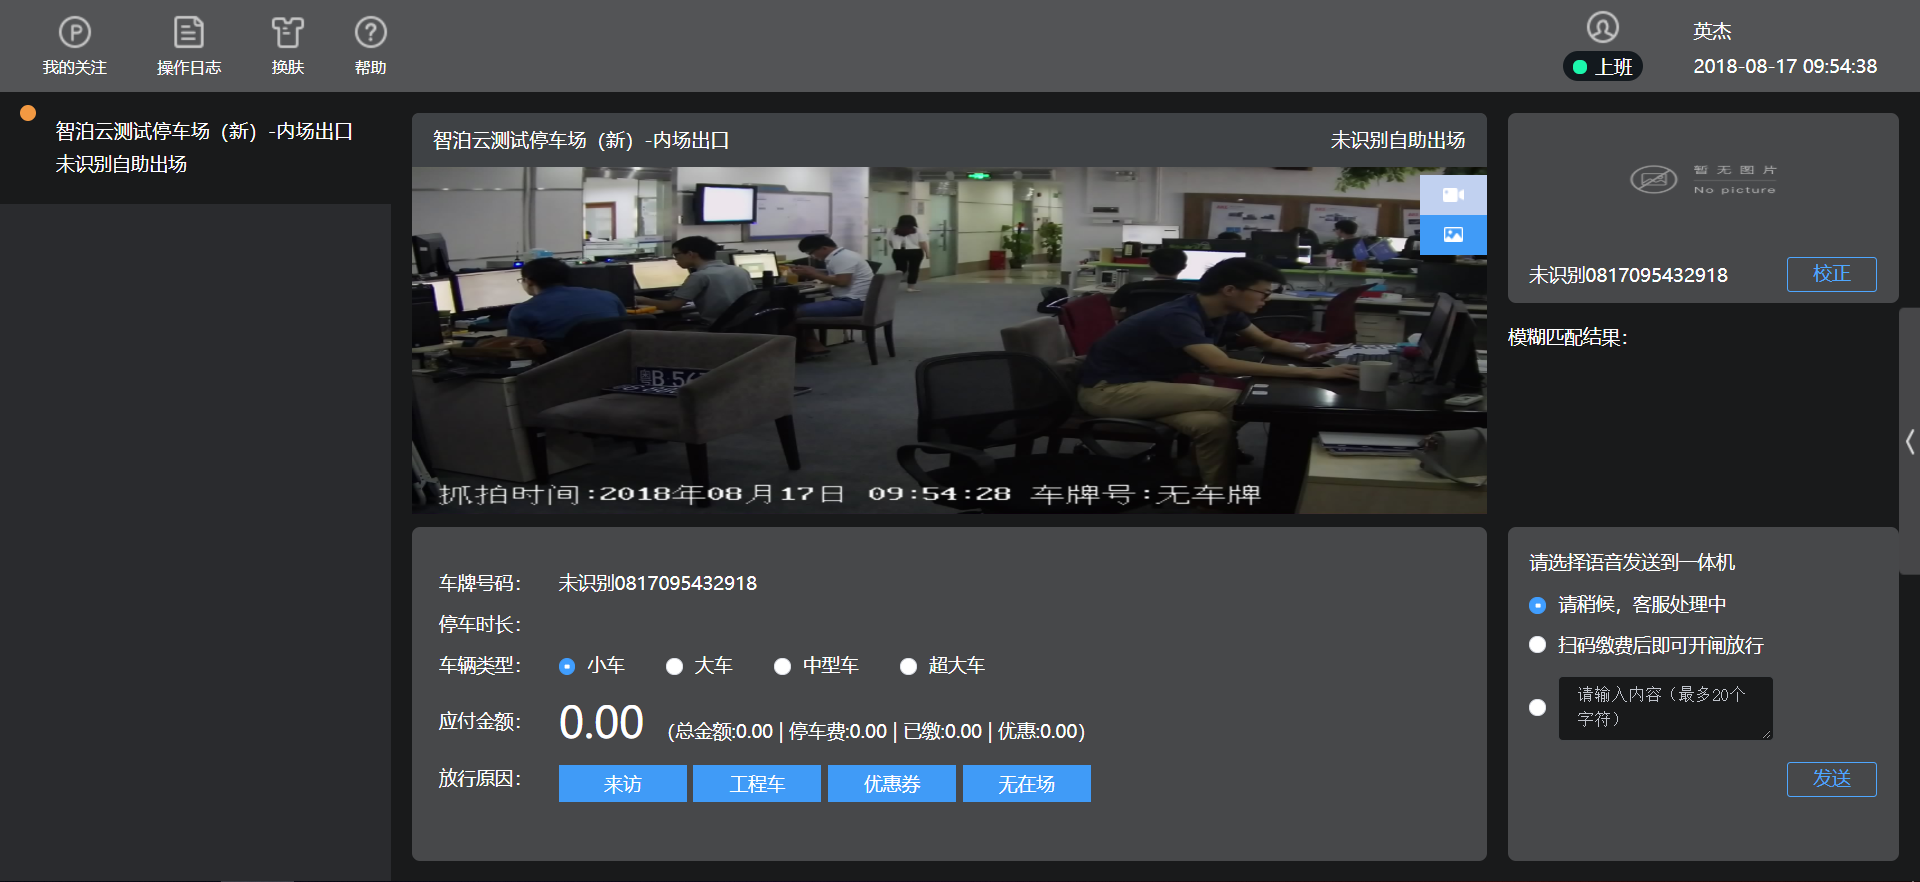 我的关注
操作日志
换肤
帮助
上班
英杰
2018-08-17 09:54:38
智泊云测试停车场（新）-内场出口
未识别自助出场
智泊云测试停车场（新）-内场出口
未识别自助出场
粤B.56
抓拍时间:2018年08月17日 09:54:28 车牌号:无车牌
暂无图片
No picture
未识别0817095432918
校正
模糊匹配结果：
车牌号码： 未识别0817095432918
停车时长：
车辆类型： 小车 大车 中型车 超大车
应付金额： 0.00 (总金额:0.00 | 停车费:0.00 | 已缴:0.00 | 优惠:0.00)
放行原因： 来访 工程车 优惠券 无在场
请选择语音发送到一体机
请稍候，客服处理中
扫码缴费后即可开闸放行
请输入内容（最多20个
字符）
发送